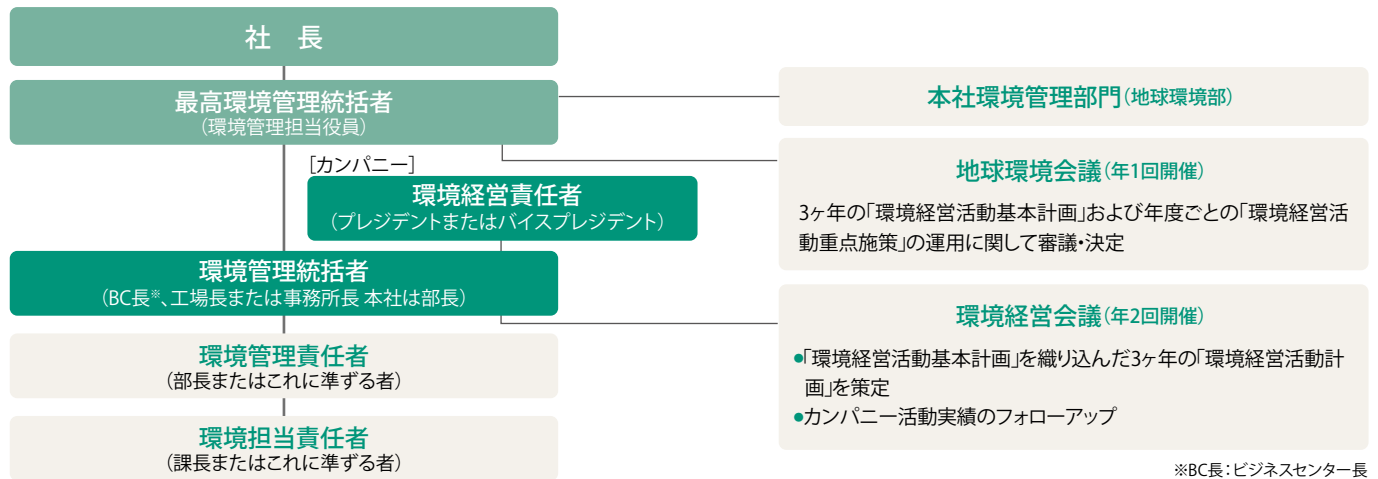 社 長
最高環境管理統括者
（環境管理担当役員）
[カンパニー]
環境経営責任者
（プレジデントまたはバイスプレジデント）
環境管理統括者
（BC長※、工場長または事務所長 本社は部長）
環境管理責任者
（部長またはこれに準ずる者）
環境担当責任者
（課長またはこれに準ずる者）
本社環境管理部門（地球環境部）
地球環境会議（年1回開催）
3ヶ年の「環境経営活動基本計画」および年度ごとの「環境経営活
動重点施策」の運用に関して審議・決定
環境経営会議（年2回開催）
●「環境経営活動基本計画」を織り込んだ3ヶ年の「環境経営活動計
画」を策定
●カンパニー活動実績のフォローアップ
※BC長：ビジネスセンター長